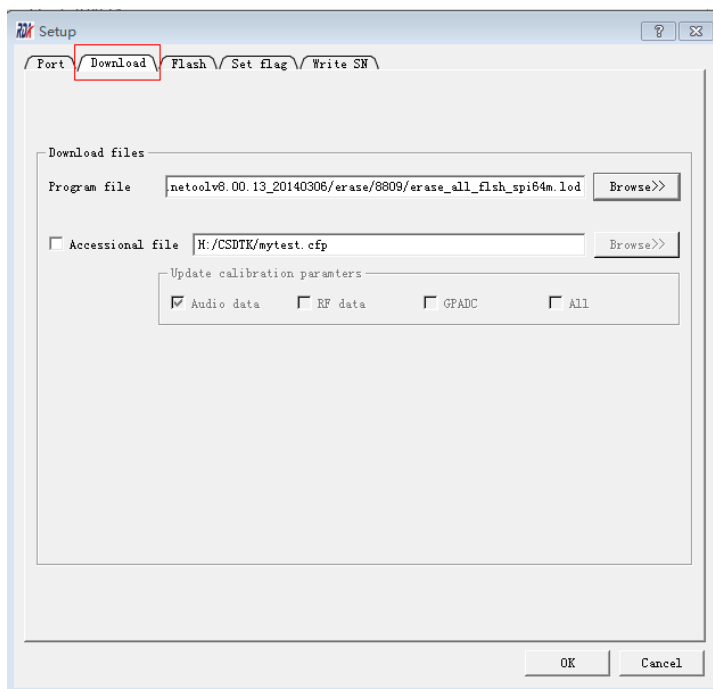 RDK Setup
Port Download Flash Set flag Write SN
Download files
Program file .netoolv8.00.13_20140306/erase/8809/erase_all_flsh_spi64m.lod Browse>>
Accessional file H:/CSDTK/mytest.cfp Browse>>
Update calibration paramters
Audio data RF data GPADC All
OK Cancel